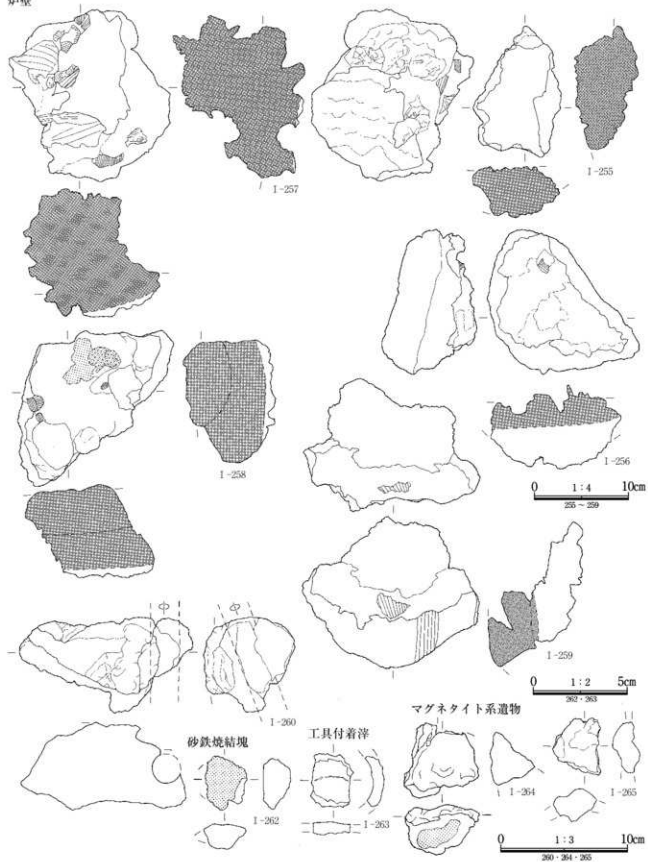 炉壁
I-257
I-255
I-258
I-256
0 1:4 10cm
255~259
I-259
0 1:2 5cm
262・263
I-260
マグネタイト系遺物
砂鉄焼結塊
工具付着滓
I-262
I-263
I-264
I-265
0 1:3 10cm
260・264・265